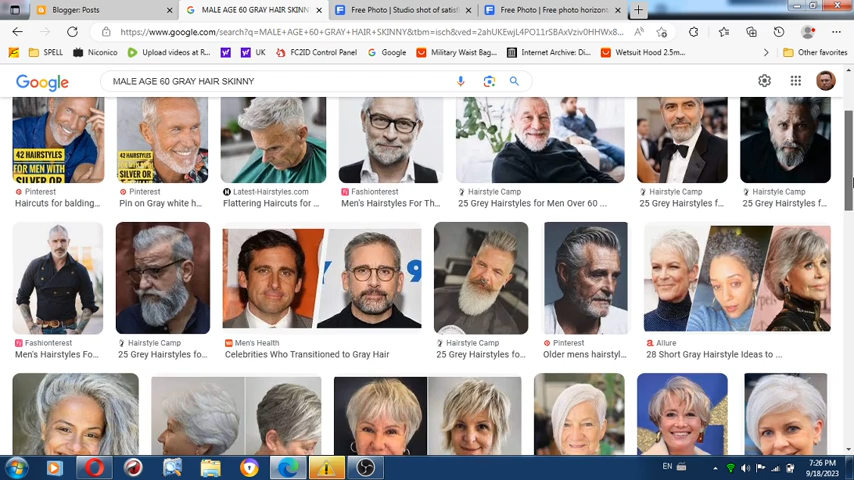 Blogger: Posts
MALE AGE 60 GRAY HAIR SKINN
Free Photo | Studio shot of satisf
Free Photo | Free photo horizont
https://www.google.com/search?q=MALE+AGE+60+GRAY+HAIR+SKINNY&tbm=isch&ved=2ahUKEwjL4PO11rSBAxVziv0HHWx8...
SPELL
Nitecore
Upload videos at R...
UK
FC2ID Control Panel
Google
Military Waist Bag...
Internet Archive: Di...
Wetsuit Hood 2.5m...
Other favorites
Google
MALE AGE 60 GRAY HAIR SKINNY
42 HAIRSTYLES
FOR MEN WITH
SILVER OR
42 HAIRSTYLES
SILVER OR
Pinterest
Haircuts for balding...
Pinterest
Pin on Gray white h...
Latest-Hairstyles.com
Flattering Haircuts for ...
Fashionterest
Men's Hairstyles For Th...
Hairstyle Camp
25 Grey Hairstyles for Men Over 60 ...
Hairstyle Camp
25 Grey Hairstyles f...
Hairstyle Camp
25 Grey Hairstyles f...
Fashionterest
Men's Hairstyles Fo...
Hairstyle Camp
25 Grey Hairstyles f...
Men's Health
Celebrities Who Transitioned to Gray Hair
Hairstyle Camp
25 Grey Hairstyles fo...
Pinterest
Older mens hairstyl...
Allure
28 Short Gray Hairstyle Ideas to ...
EN
7:26 PM
9/18/2023